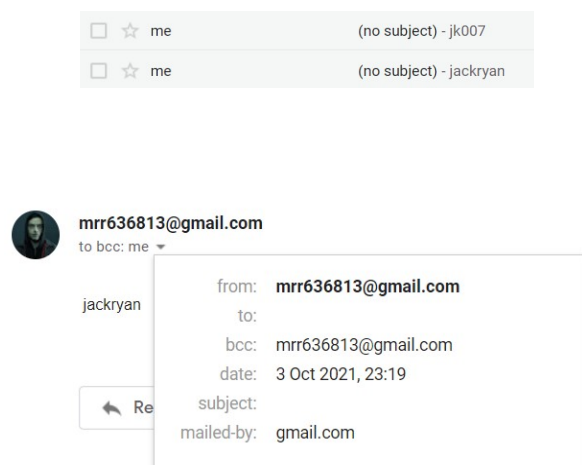 me (no subject) - jk007
me (no subject) - jackryan
mrr636813@gmail.com
to bcc: me
from: mrr636813@gmail.com
jackryan
to:
bcc: mrr636813@gmail.com
date: 3 Oct 2021, 23:19
Re
subject:
mailed-by: gmail.com